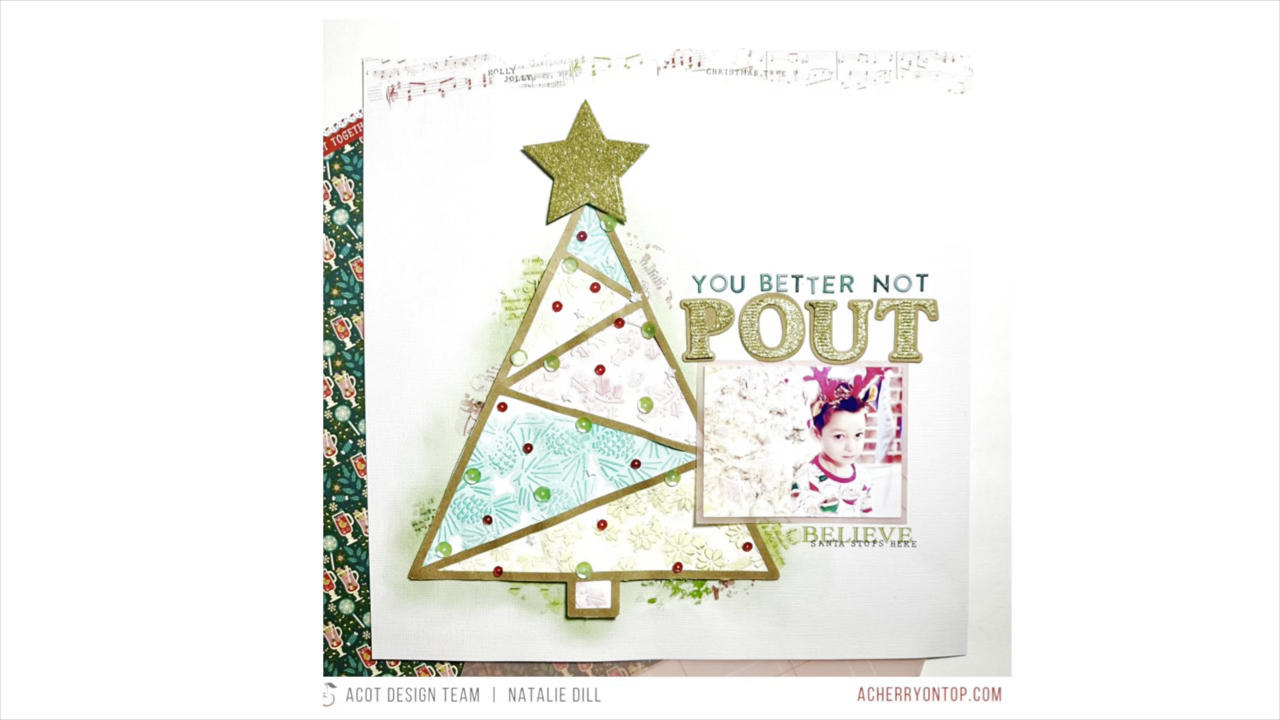 HOLLY
JOLLY
CHRISTMAS TREE
T TOGETH
YOU BETTER NOT
POUT
BELIEVE
SANTA STOPS HERE
ACOT DESIGN TEAM | NATALIE DILL
ACHERRYONTOP.COM